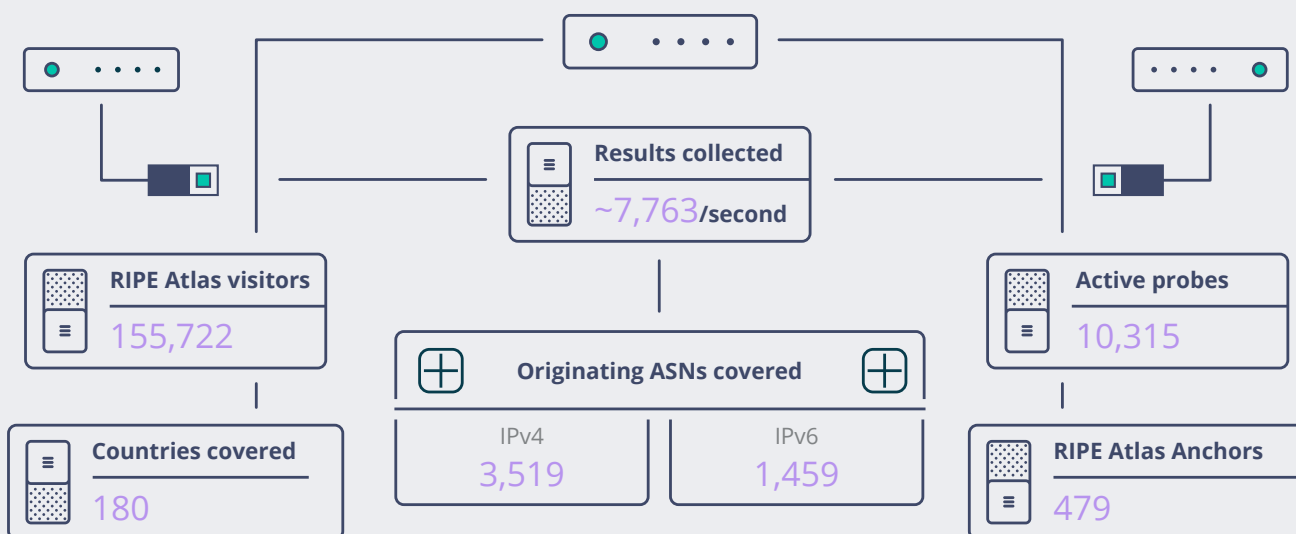 Results collected
~7,763/second
RIPE Atlas visitors
155,722
Active probes
10,315
Originating ASNs covered
IPv4
3,519
IPv6
1,459
Countries covered
180
RIPE Atlas Anchors
479